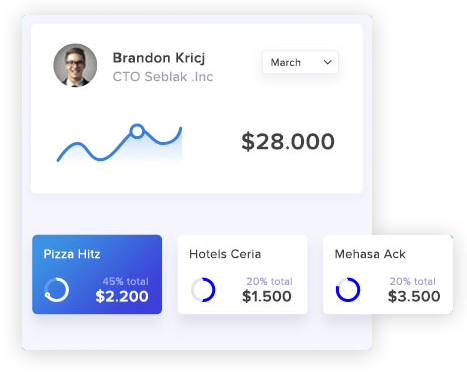 Brandon Kricj
CTO Seblak .Inc
March
$28.000
Pizza Hitz
45% total
$2.200
Hotels Ceria
20% total
$1.500
Mehasa Ack
20% total
$3.500